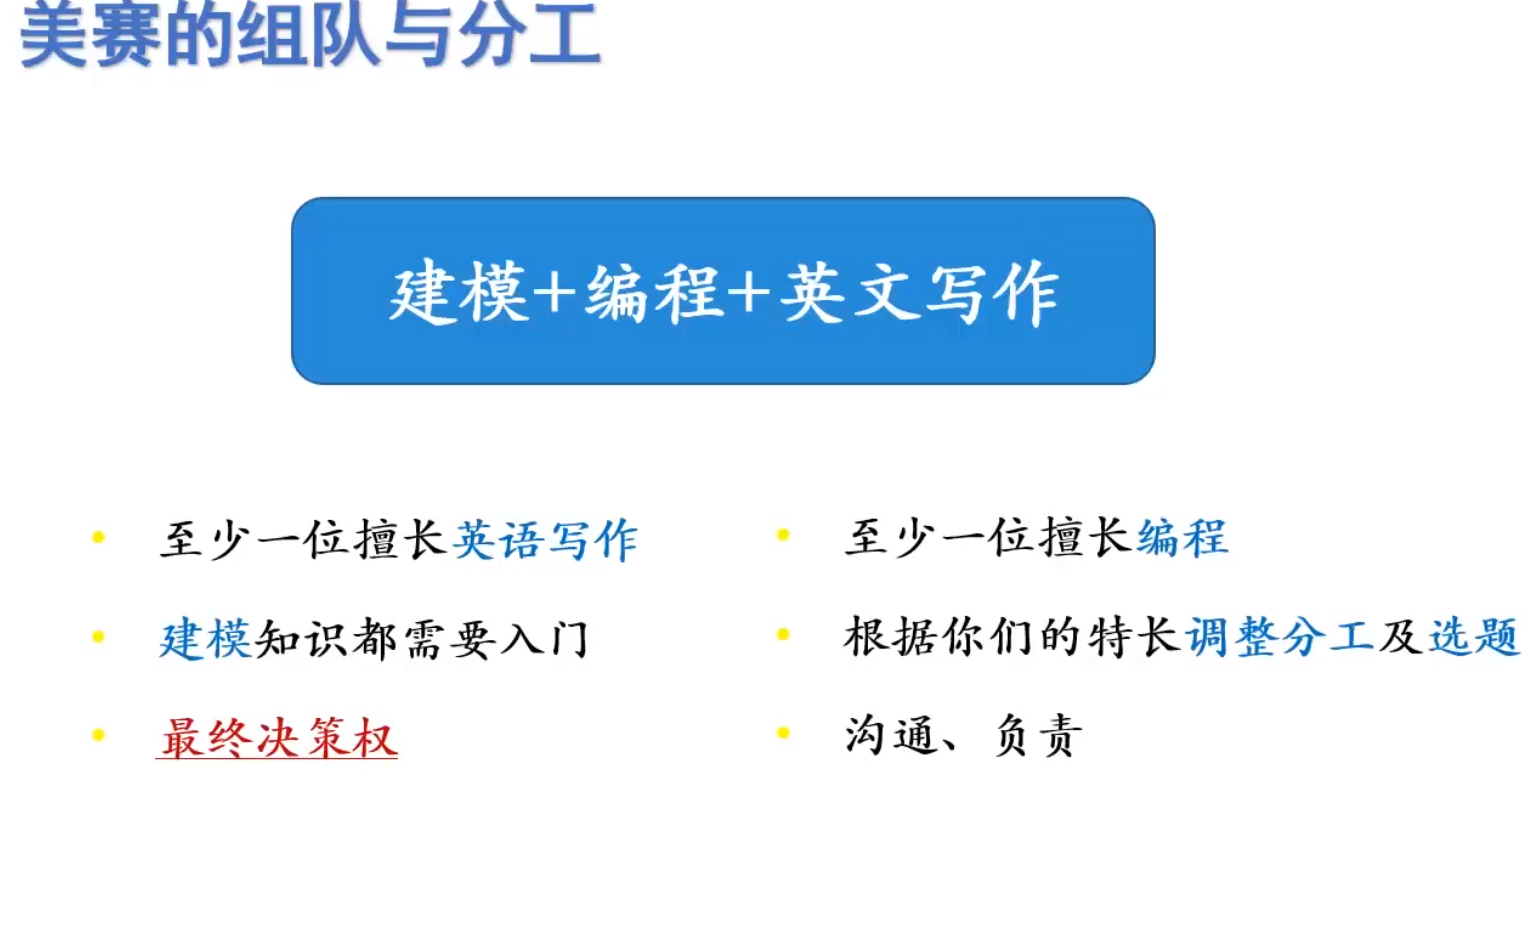 美赛的组队与分工
建模+编程+英文写作
• 至少一位擅长英语写作
• 建模知识都需要入门
• 最终决策权
• 至少一位擅长编程
• 根据你们的特长调整分工及选题
• 沟通、负责